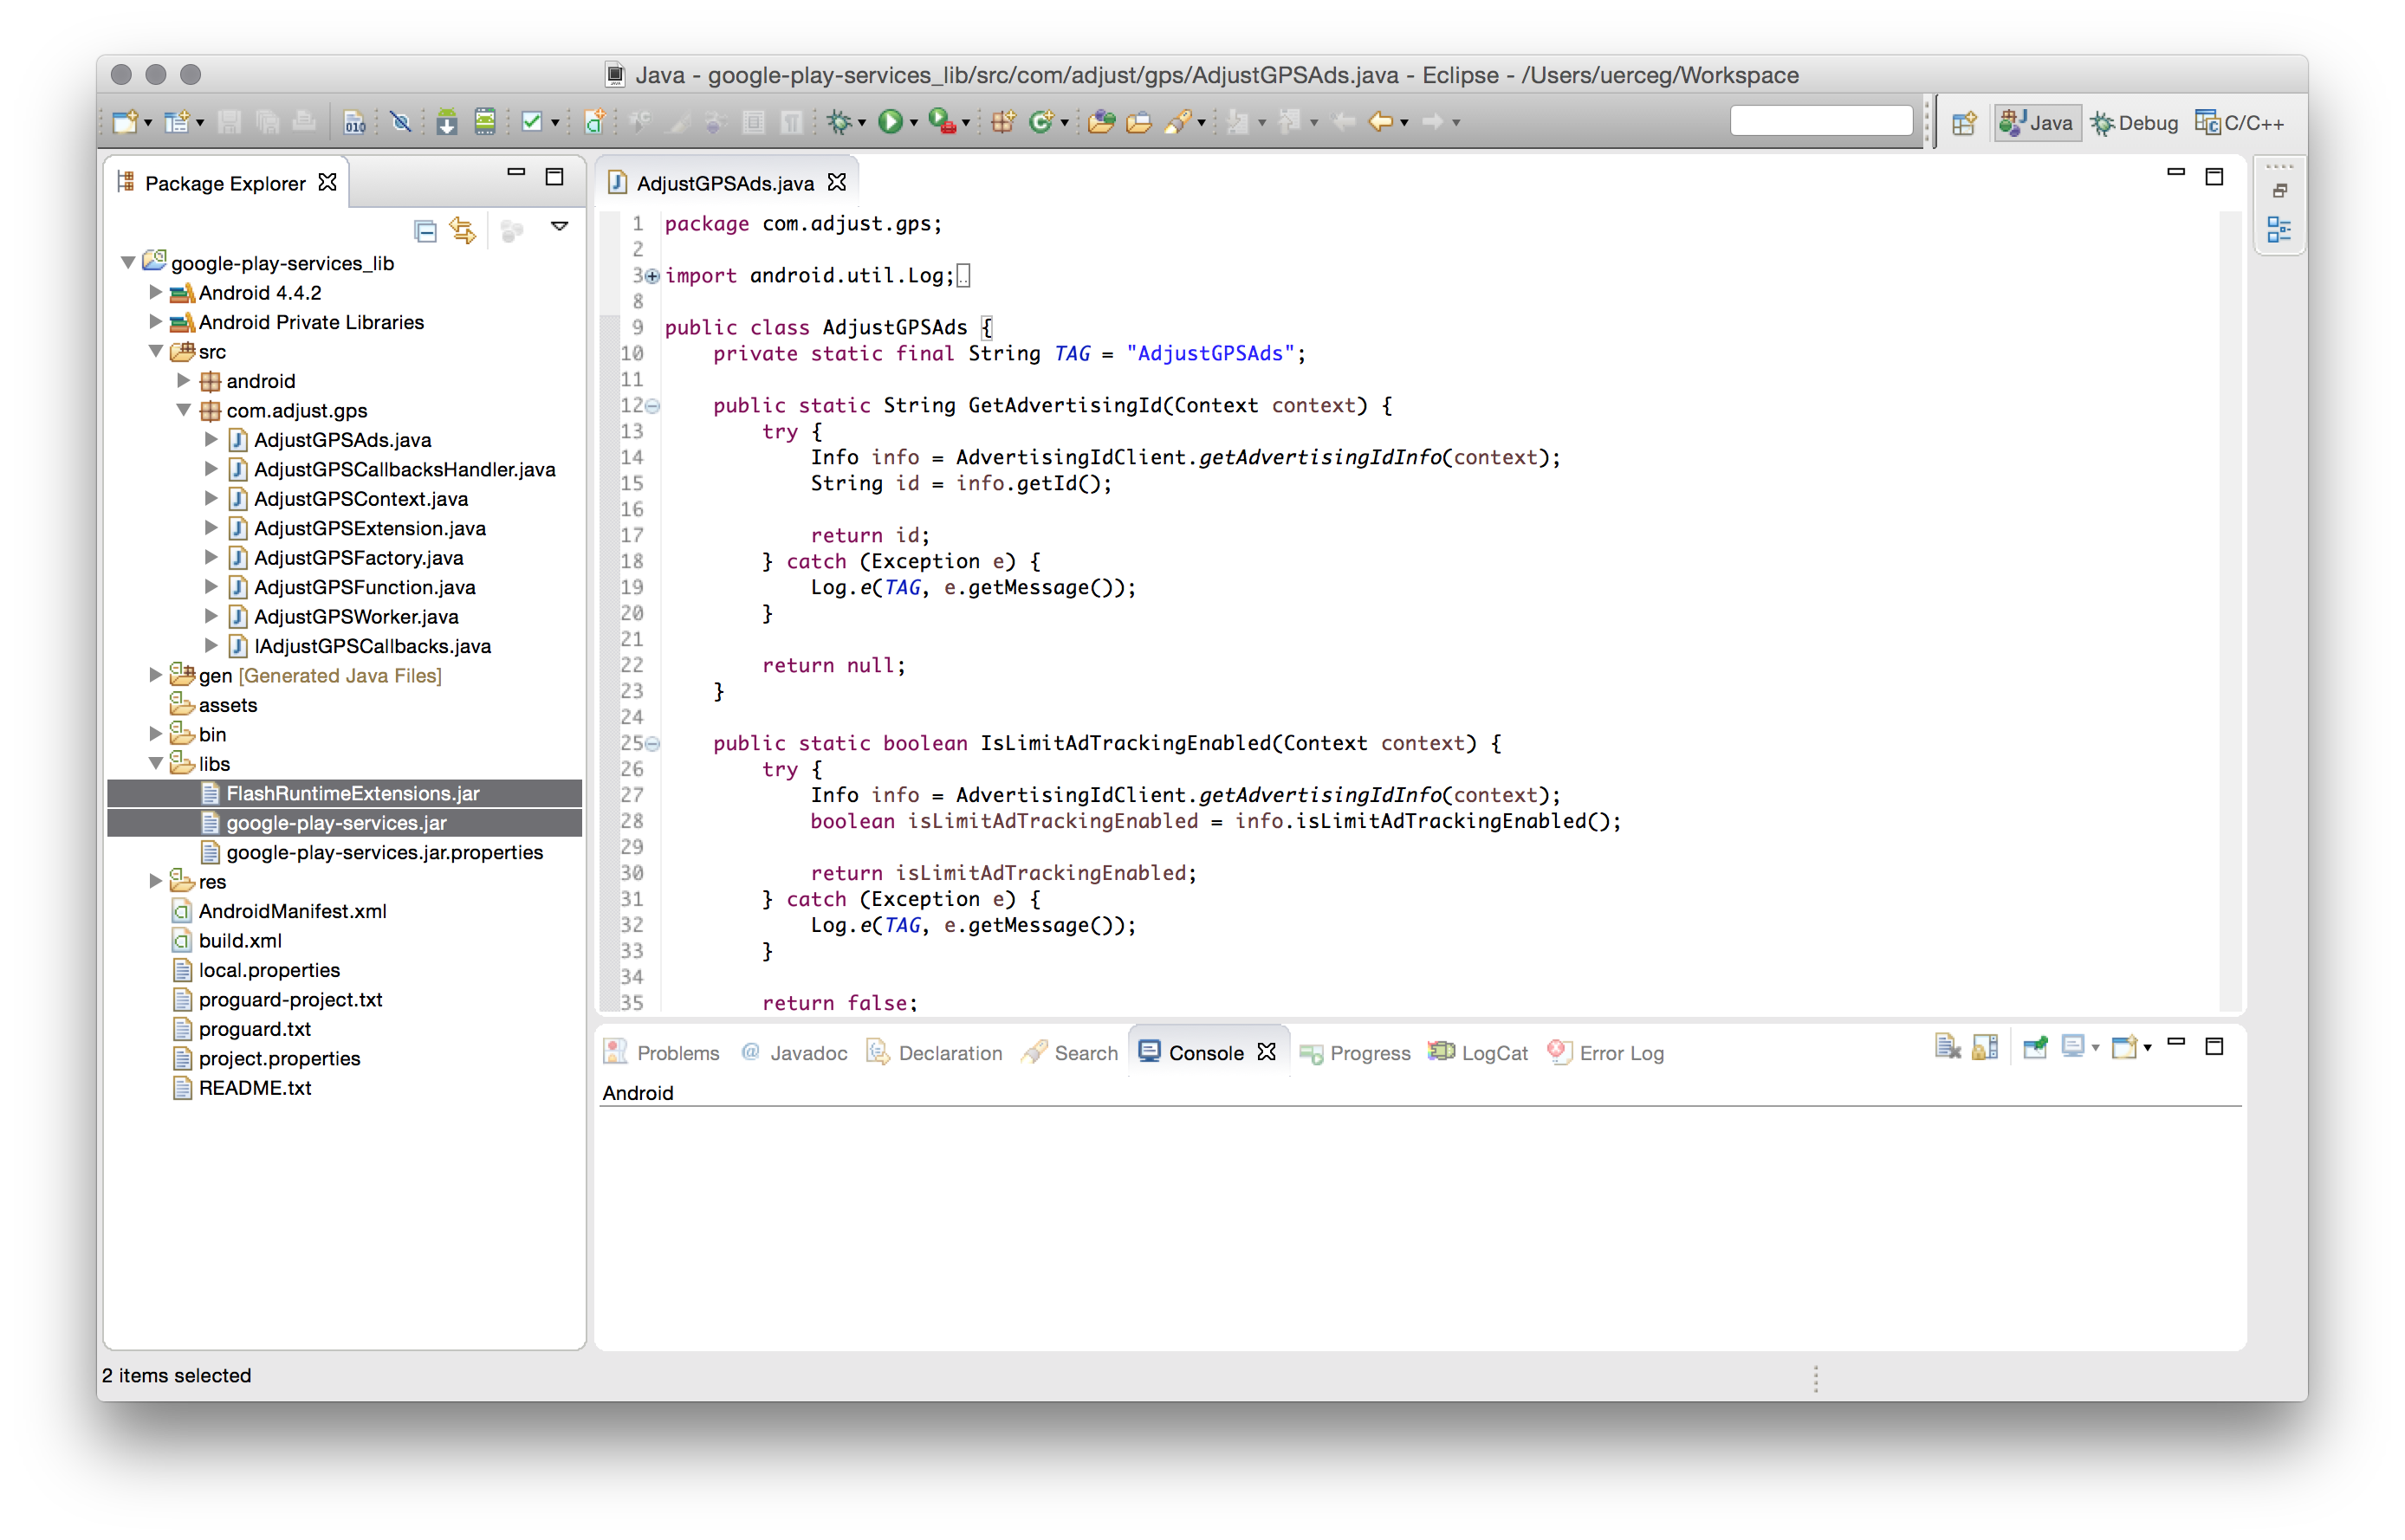 Java - google-play-services_lib/src/com/adjust/gps/AdjustGPSAds.java - Eclipse - /Users/uerceg/Workspace
010
Java
Debug
C/C++
Package Explorer
google-play-services_lib
Android 4.4.2
Android Private Libraries
src
android
com.adjust.gps
AdjustGPSAds.java
AdjustGPSCallbacksHandler.java
AdjustGPSContext.java
AdjustGPSExtension.java
AdjustGPSFactory.java
AdjustGPSFunction.java
AdjustGPSWorker.java
IAdjustGPSCallbacks.java
gen [Generated Java Files]
assets
bin
libs
FlashRuntimeExtensions.jar
google-play-services.jar
google-play-services.jar.properties
res
AndroidManifest.xml
build.xml
local.properties
proguard-project.txt
proguard.txt
project.properties
README.txt
AdjustGPSAds.java
1 package com.adjust.gps;
2
3 import android.util.Log;
8
9 public class AdjustGPSAds {
10 private static final String TAG = "AdjustGPSAds";
11
12 public static String GetAdvertisingId(Context context) {
13 try {
14 Info info = AdvertisingIdClient.getAdvertisingIdInfo(context);
15 String id = info.getId();
16
17 return id;
18 } catch (Exception e) {
19 Log.e(TAG, e.getMessage());
20 }
21
22 return null;
23 }
24
25 public static boolean IsLimitAdTrackingEnabled(Context context) {
26 try {
27 Info info = AdvertisingIdClient.getAdvertisingIdInfo(context);
28 boolean isLimitAdTrackingEnabled = info.isLimitAdTrackingEnabled();
29
30 return isLimitAdTrackingEnabled;
31 } catch (Exception e) {
32 Log.e(TAG, e.getMessage());
33 }
34
35 return false;
Problems
Javadoc
Declaration
Search
Console
Progress
LogCat
Error Log
Android
2 items selected